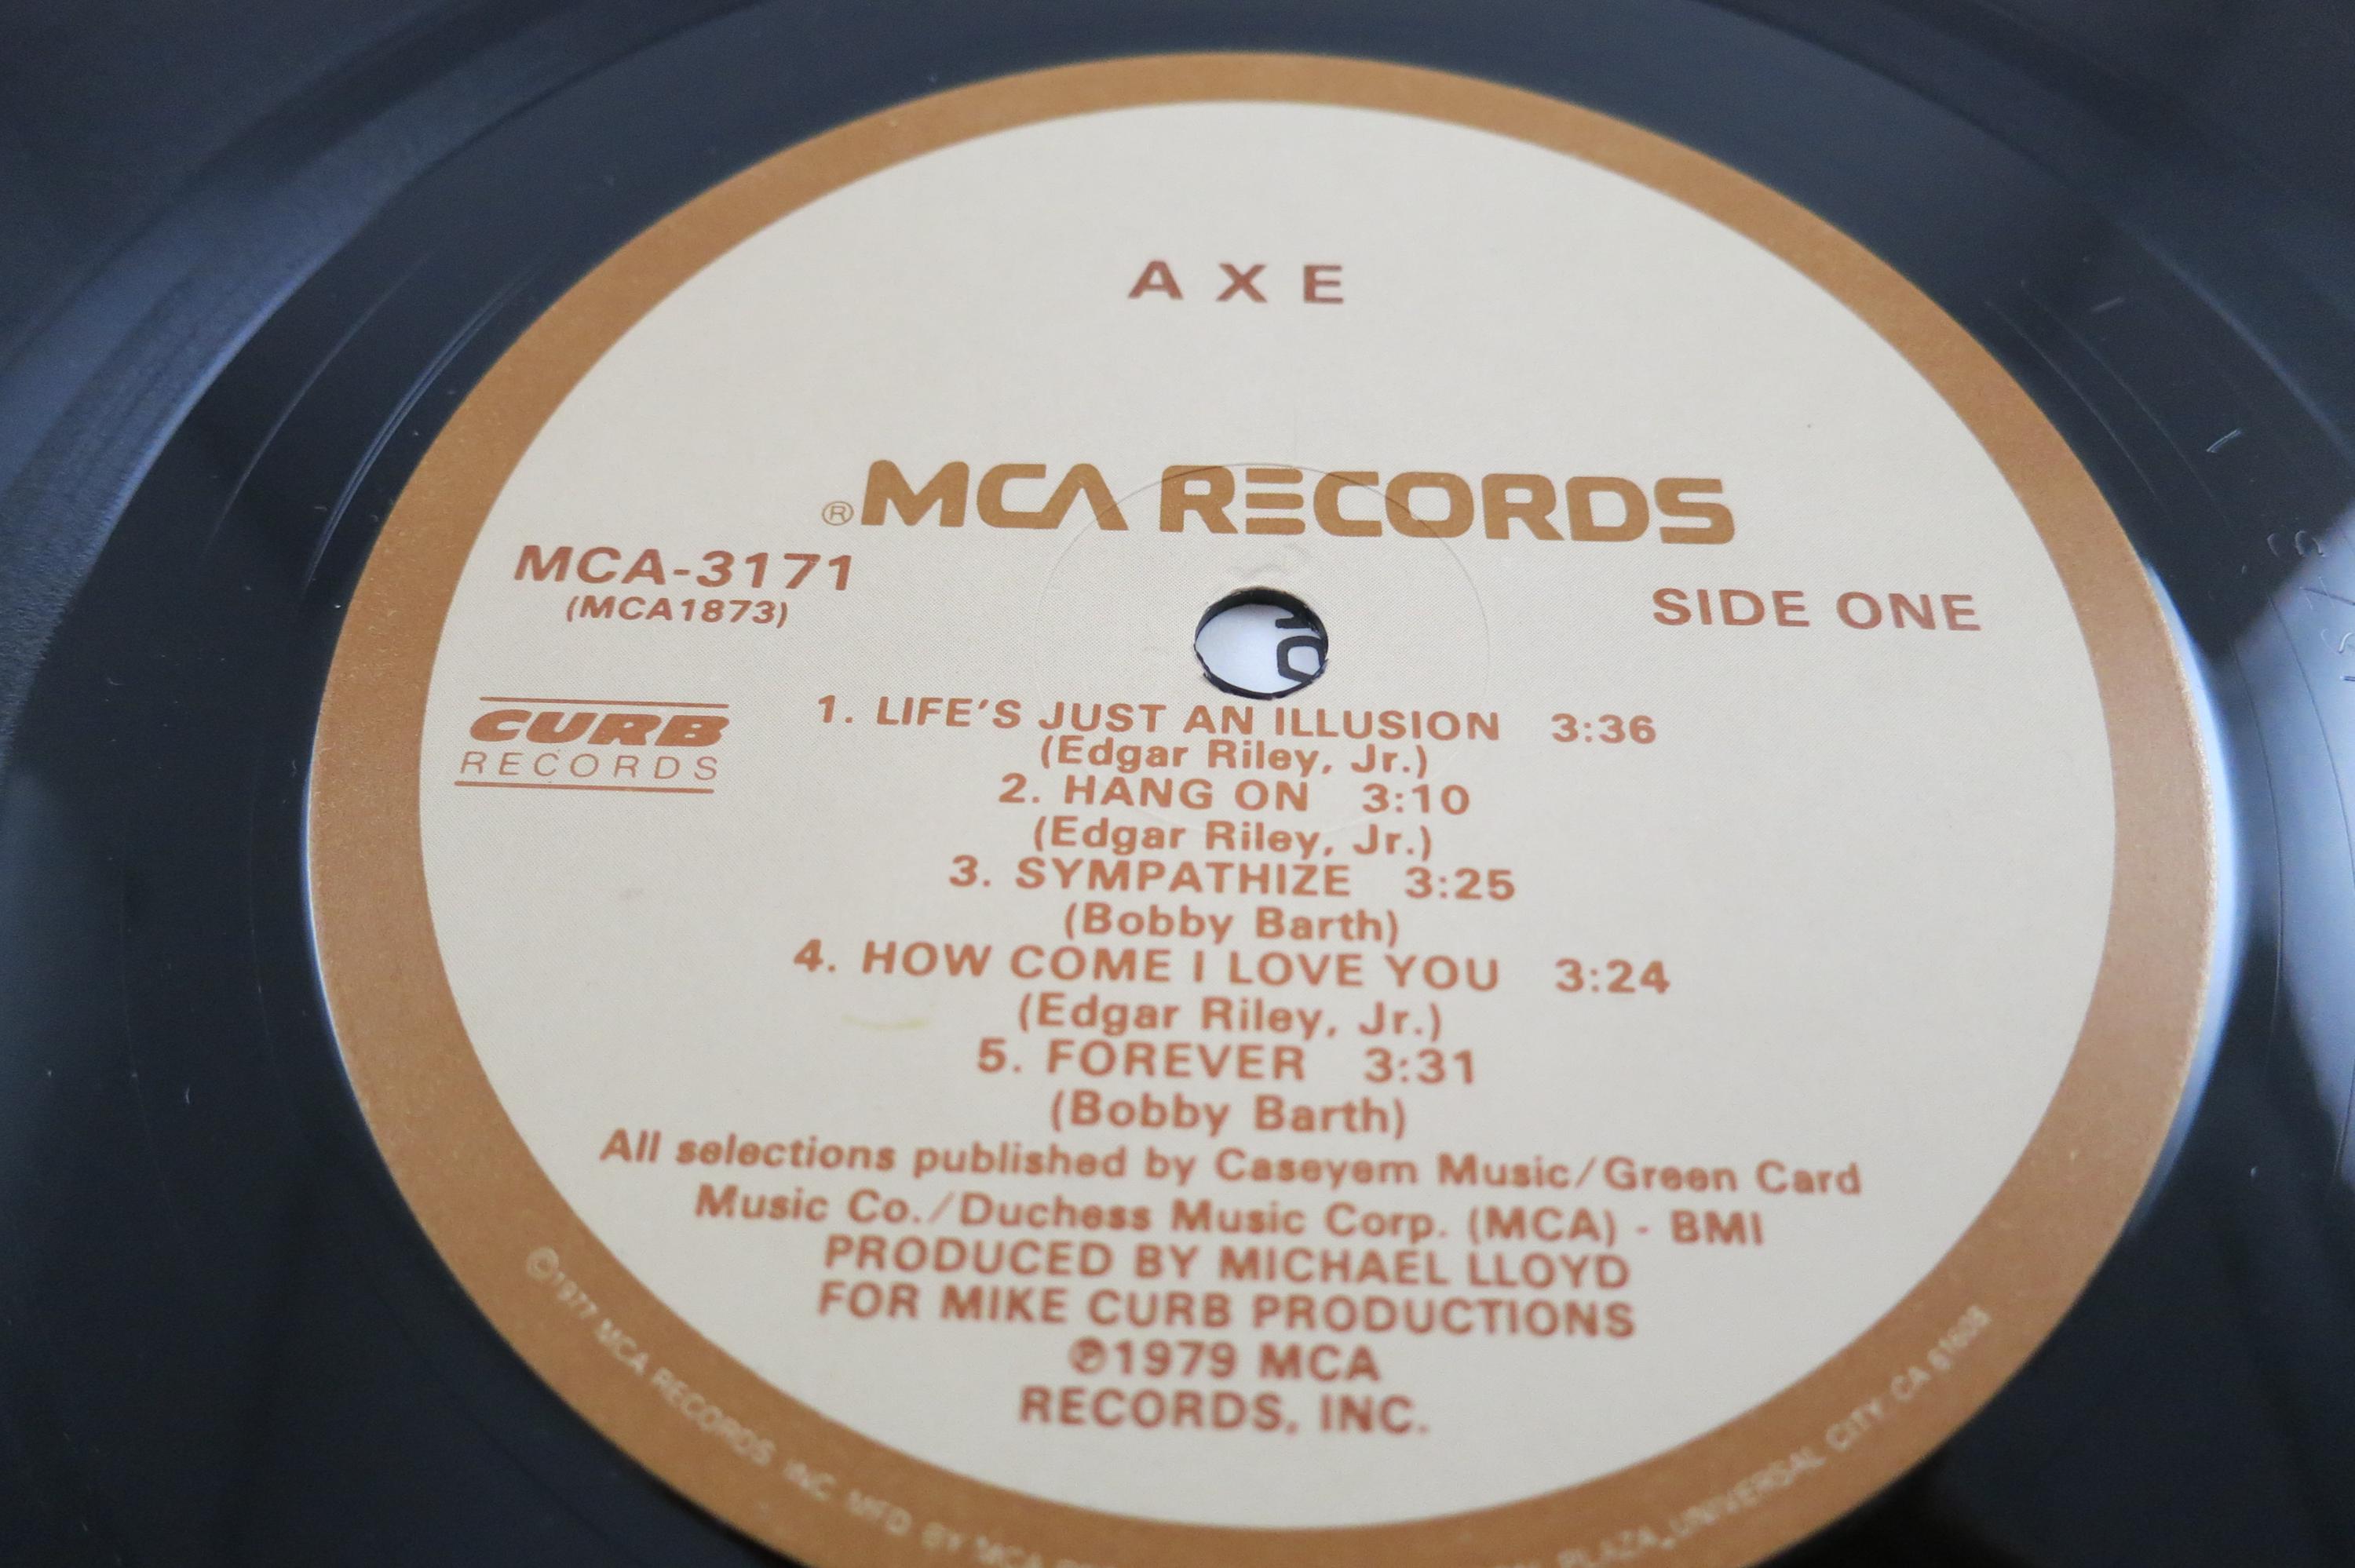 AXE
® MCA RECORDS
MCA-3171
(MCA1873)
SIDE ONE
CURB
RECORDS
1. LIFE'S JUST AN ILLUSION 3:36
(Edgar Riley, Jr.)
2. HANG ON 3:10
(Edgar Riley, Jr.)
3. SYMPATHIZE 3:25
(Bobby Barth)
4. HOW COME I LOVE YOU 3:24
(Edgar Riley, Jr.)
5. FOREVER 3:31
(Bobby Barth)
All selections published by Caseyem Music/Green Card
Music Co./Duchess Music Corp. (MCA) - BMI
PRODUCED BY MICHAEL LLOYD
FOR MIKE CURB PRODUCTIONS
℗1979 MCA
RECORDS, INC.
©1977 MCA RECORDS INC. MFD BY MCA PLAZA, UNIVERSAL CITY, CA 91608